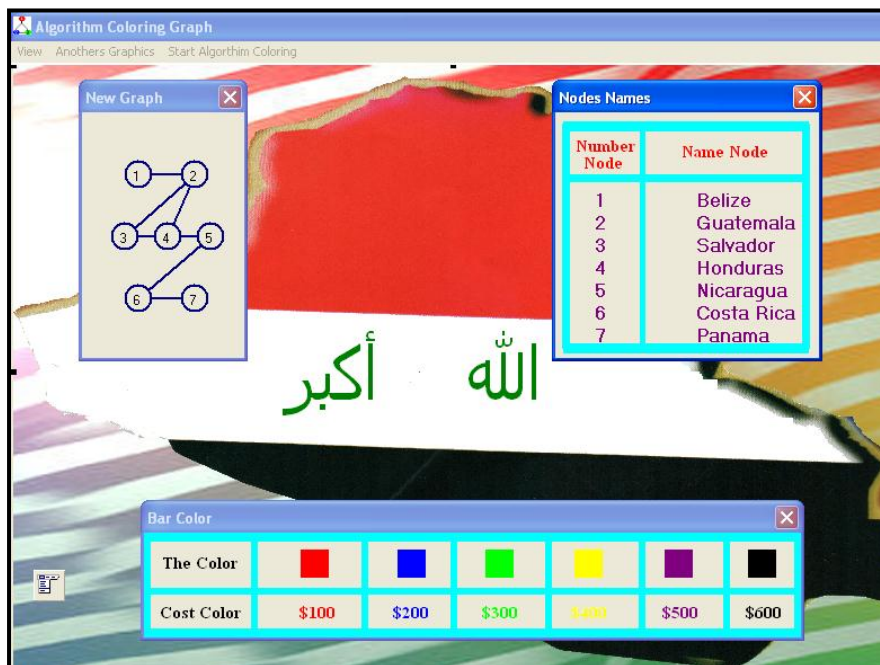 Algorithm Coloring Graph
View Anothers Graphics Start Algorthim Coloring
New Graph
1 2
3 4 5
6 7
Nodes Names
Number Node Name Node
1 Belize
2 Guatemala
3 Salvador
4 Honduras
5 Nicaragua
6 Costa Rica
7 Panama
الله أكبر
Bar Color
The Color
Cost Color $100 $200 $300 $400 $500 $600